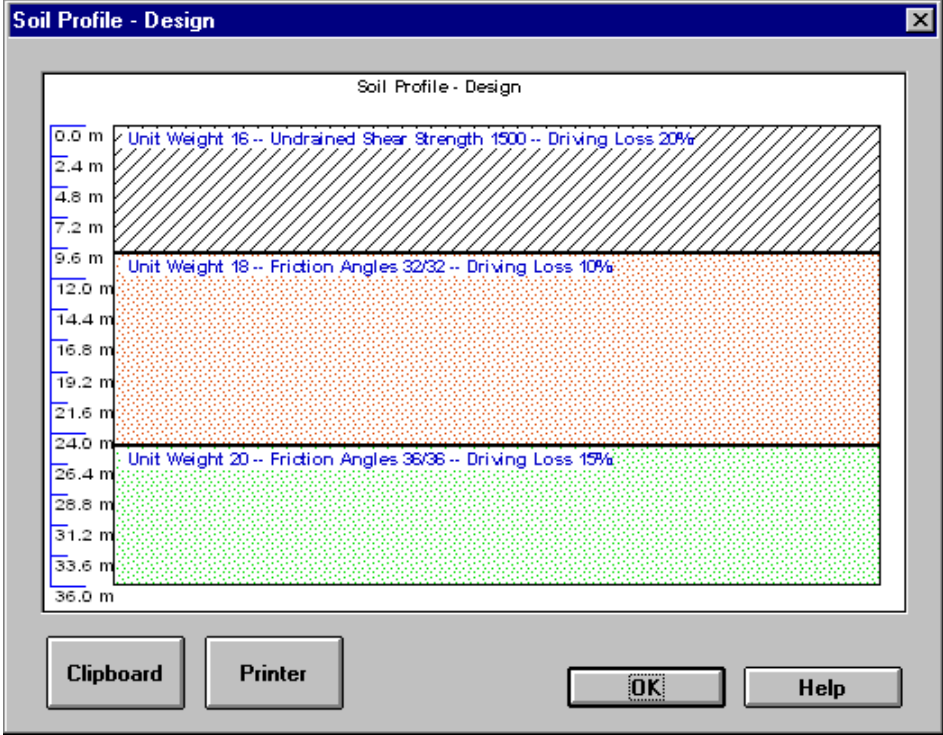 Soil Profile - Design
Soil Profile - Design
0.0 m
Unit Weight 16 -- Undrained Shear Strength 1500 -- Driving Loss 20%
2.4 m
4.8 m
7.2 m
9.6 m
Unit Weight 18 -- Friction Angles 32/32 -- Driving Loss 10%
12.0 m
14.4 m
16.8 m
19.2 m
21.6 m
24.0 m
Unit Weight 20 -- Friction Angles 36/36 -- Driving Loss 15%
26.4 m
28.8 m
31.2 m
33.6 m
36.0 m
Clipboard
Printer
OK
Help